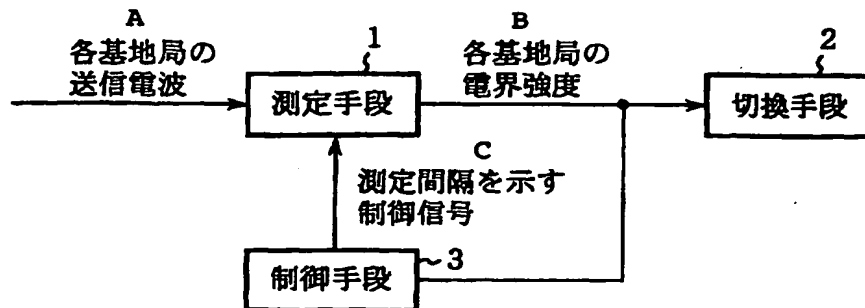 A
各基地局の
送信電波
1
測定手段
B
各基地局の
電界強度
2
切換手段
C
測定間隔を示す
制御信号
制御手段
3